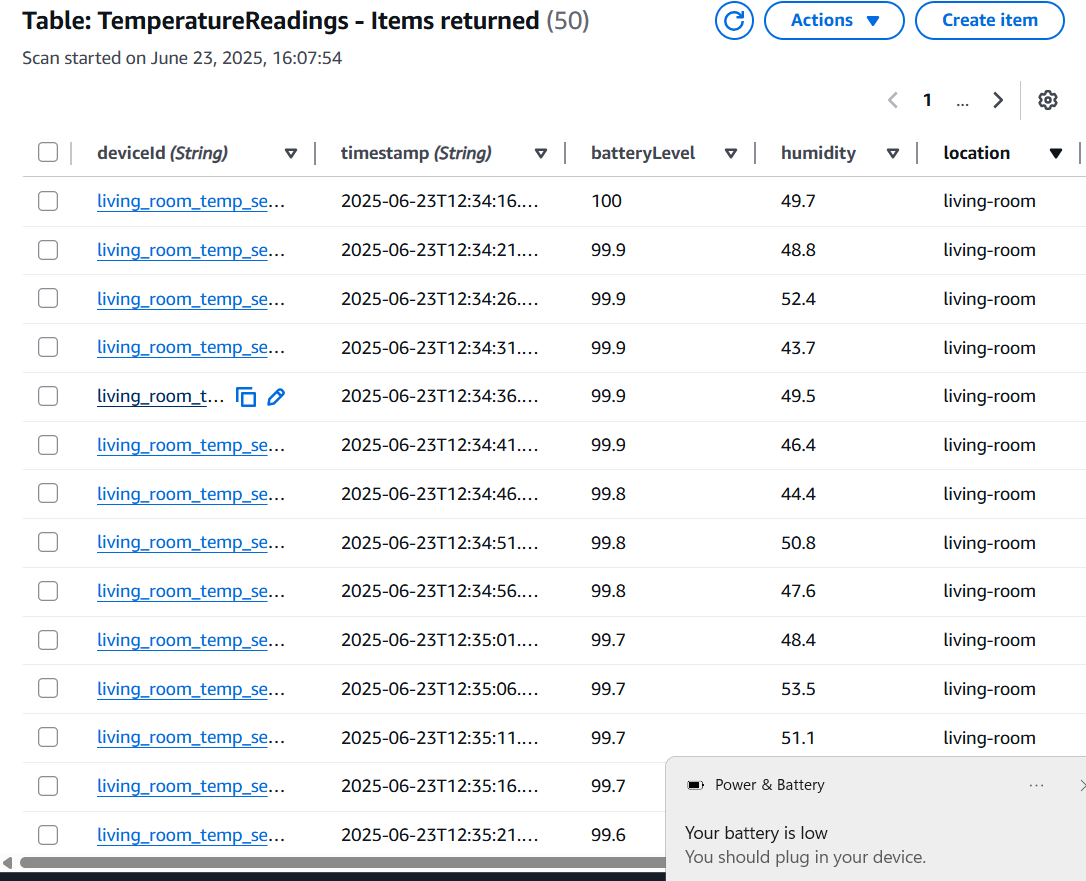 Table: TemperatureReadings - Items returned (50)
Actions
Create item
Scan started on June 23, 2025, 16:07:54
1 ...
deviceId (String) timestamp (String) batteryLevel humidity location
living_room_temp_se... 2025-06-23T12:34:16.... 100 49.7 living-room
living_room_temp_se... 2025-06-23T12:34:21.... 99.9 48.8 living-room
living_room_temp_se... 2025-06-23T12:34:26.... 99.9 52.4 living-room
living_room_temp_se... 2025-06-23T12:34:31.... 99.9 43.7 living-room
living_room_t... 2025-06-23T12:34:36.... 99.9 49.5 living-room
living_room_temp_se... 2025-06-23T12:34:41.... 99.9 46.4 living-room
living_room_temp_se... 2025-06-23T12:34:46.... 99.8 44.4 living-room
living_room_temp_se... 2025-06-23T12:34:51.... 99.8 50.8 living-room
living_room_temp_se... 2025-06-23T12:34:56.... 99.8 47.6 living-room
living_room_temp_se... 2025-06-23T12:35:01.... 99.7 48.4 living-room
living_room_temp_se... 2025-06-23T12:35:06.... 99.7 53.5 living-room
living_room_temp_se... 2025-06-23T12:35:11.... 99.7 51.1 living-room
living_room_temp_se... 2025-06-23T12:35:16.... 99.7
living_room_temp_se... 2025-06-23T12:35:21.... 99.6
Power & Battery ...
Your battery is low
You should plug in your device.